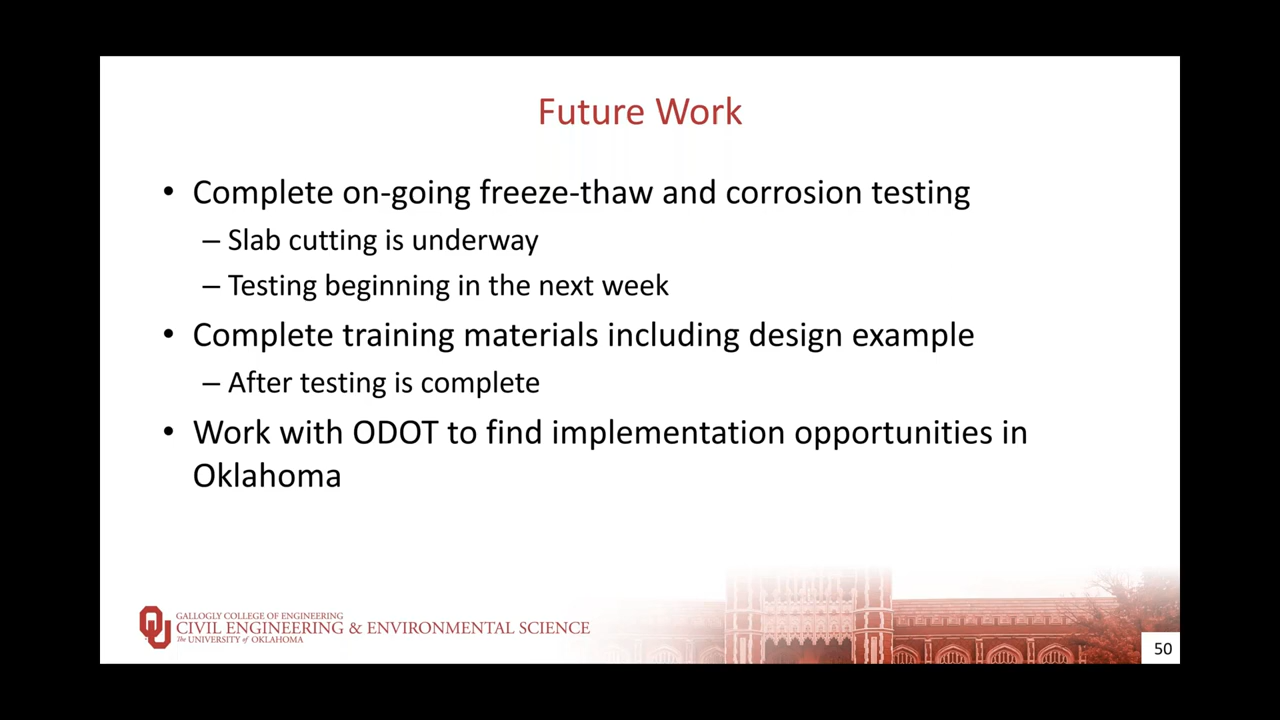 Future Work
• Complete on-going freeze-thaw and corrosion testing
– Slab cutting is underway
– Testing beginning in the next week
• Complete training materials including design example
– After testing is complete
• Work with ODOT to find implementation opportunities in
Oklahoma
OU
GALLOGLY COLLEGE OF ENGINEERING
CIVIL ENGINEERING & ENVIRONMENTAL SCIENCE
The UNIVERSITY of OKLAHOMA
50